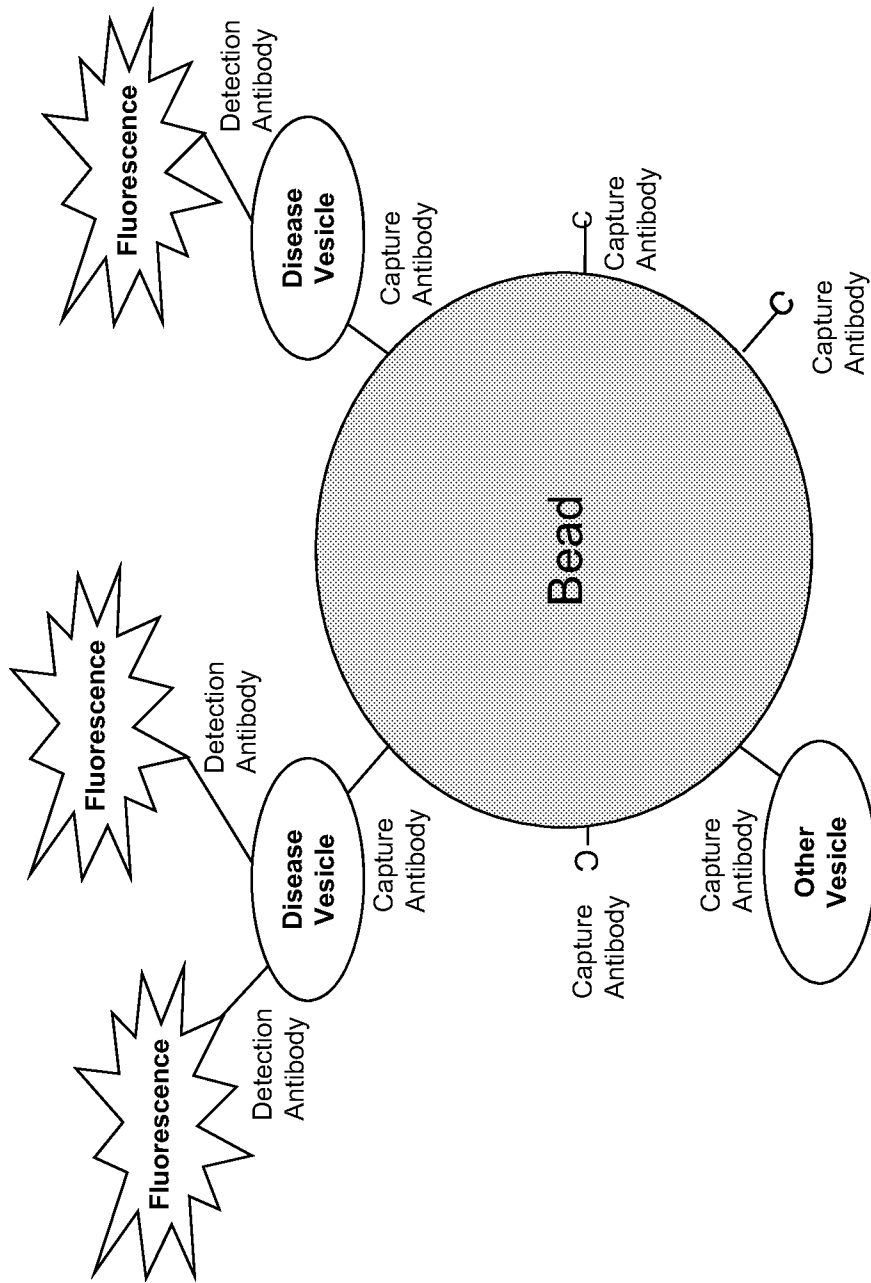 Fluorescence
Fluorescence
Fluorescence
Detection
Antibody
Detection
Antibody
Detection
Antibody
Disease
Vesicle
Disease
Vesicle
Capture
Antibody
Capture
Antibody
Bead
Capture
Antibody
Capture
Antibody
Capture
Antibody
Capture
Antibody
Other
Vesicle